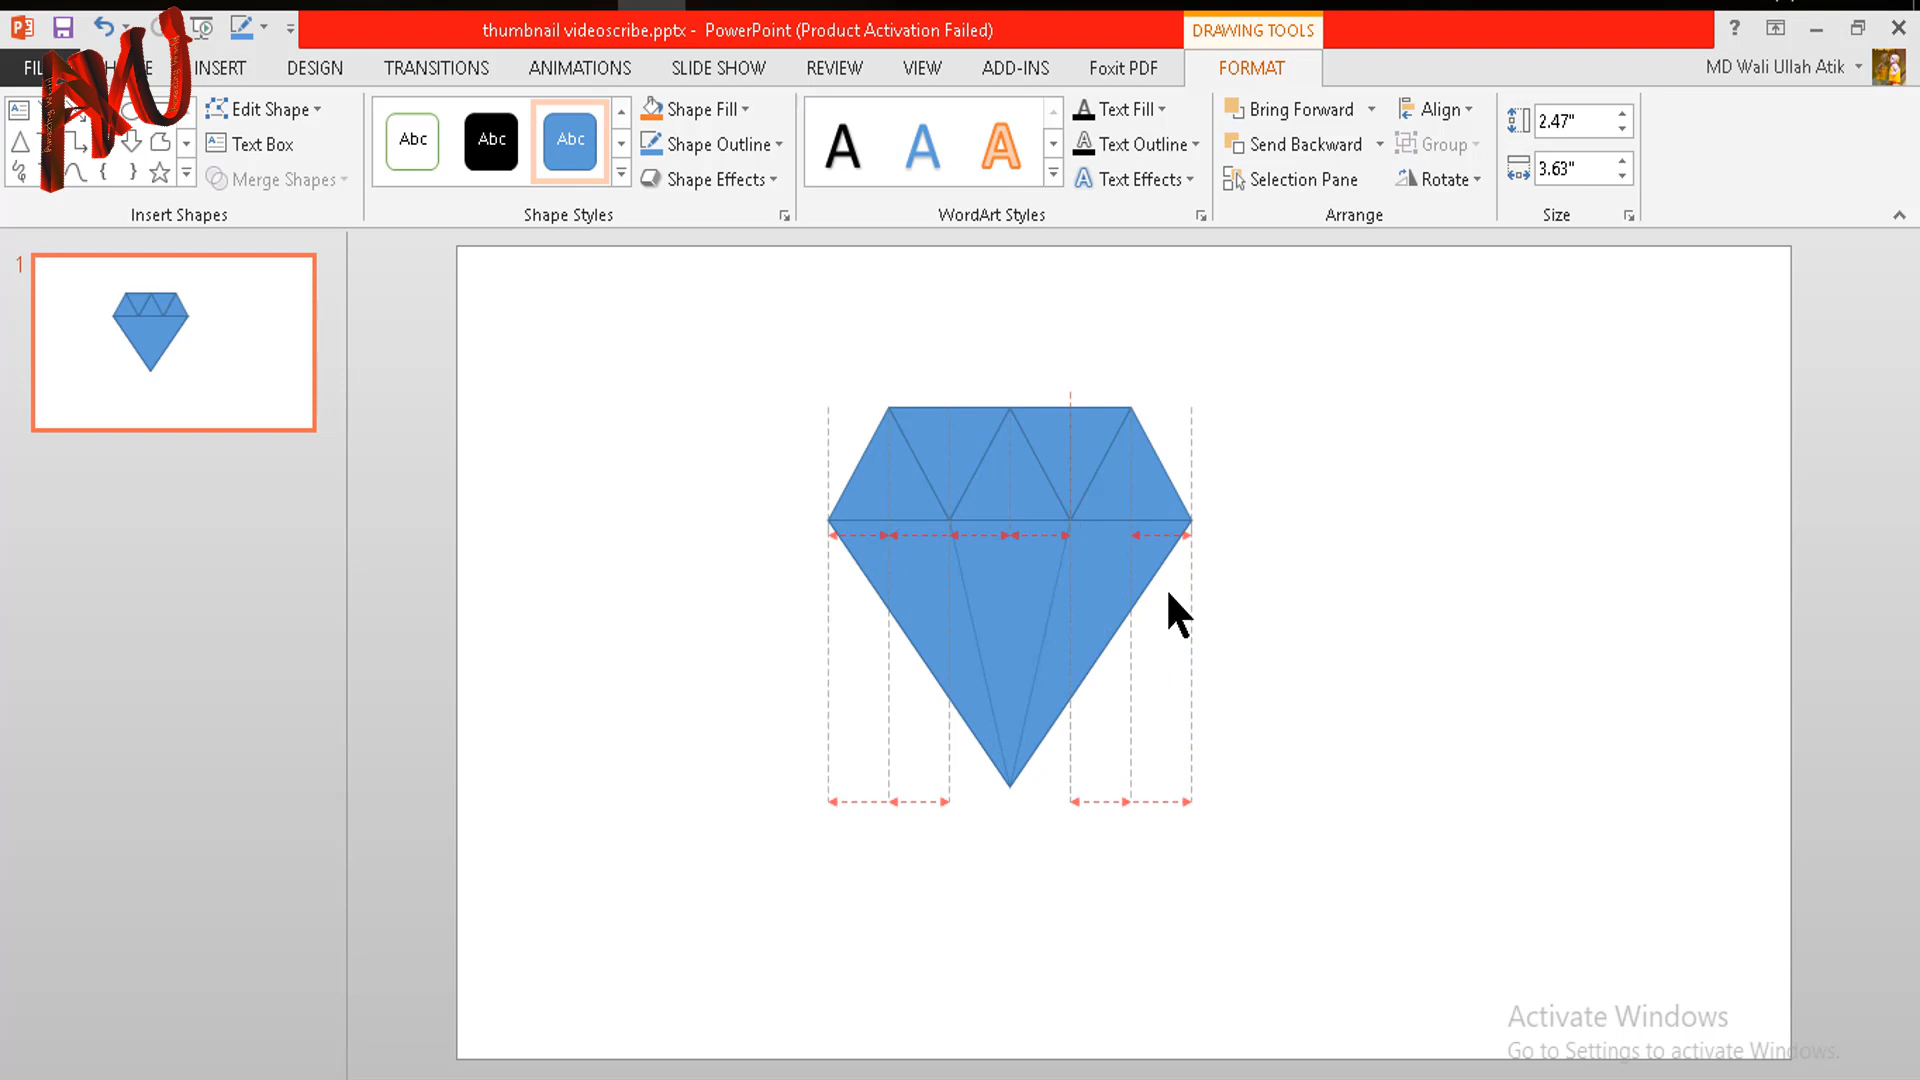 thumbnail videoscribe.pptx - PowerPoint (Product Activation Failed)
DRAWING TOOLS
?
INSERT
DESIGN
TRANSITIONS
ANIMATIONS
SLIDE SHOW
REVIEW
VIEW
ADD-INS
Foxit PDF
FORMAT
MD Wali Ullah Atik
Edit Shape
Text Box
Merge Shapes
Insert Shapes
Abc
Abc
Abc
Shape Fill
Shape Outline
Shape Effects
Shape Styles
A
A
A
Text Fill
Text Outline
Text Effects
WordArt Styles
Bring Forward
Send Backward
Selection Pane
Align
Group
Rotate
Arrange
2.47"
3.63"
Size
1
Activate Windows
Go to Settings to activate Windows.